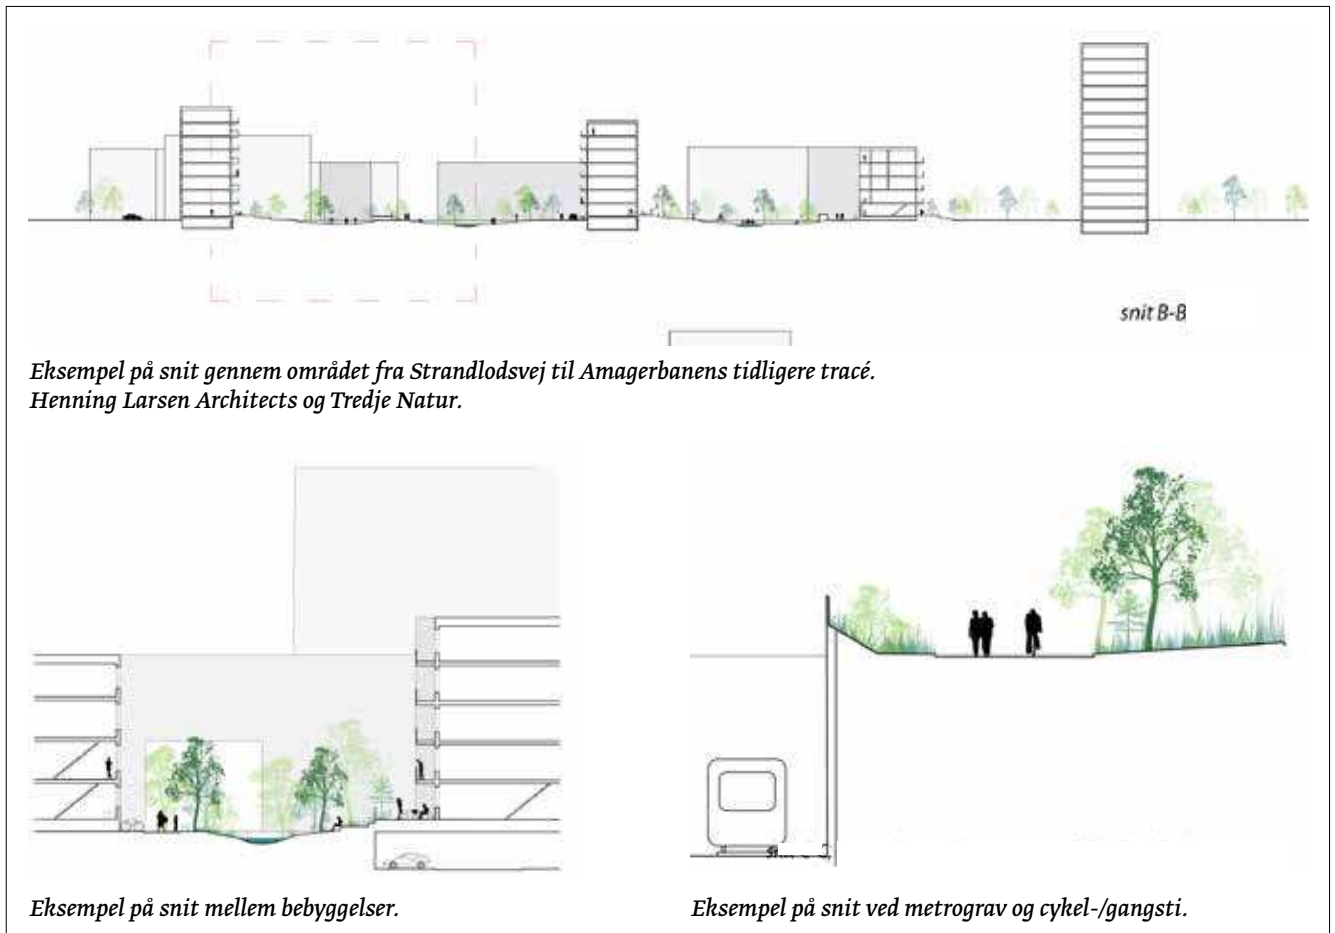 snit B-B
Eksempel på snit gennem området fra Strandlodsvej til Amagerbanens tidligere tracé.
Henning Larsen Architects og Tredje Natur.
Eksempel på snit mellem bebyggelser.
Eksempel på snit ved metrograv og cykel-/gangsti.